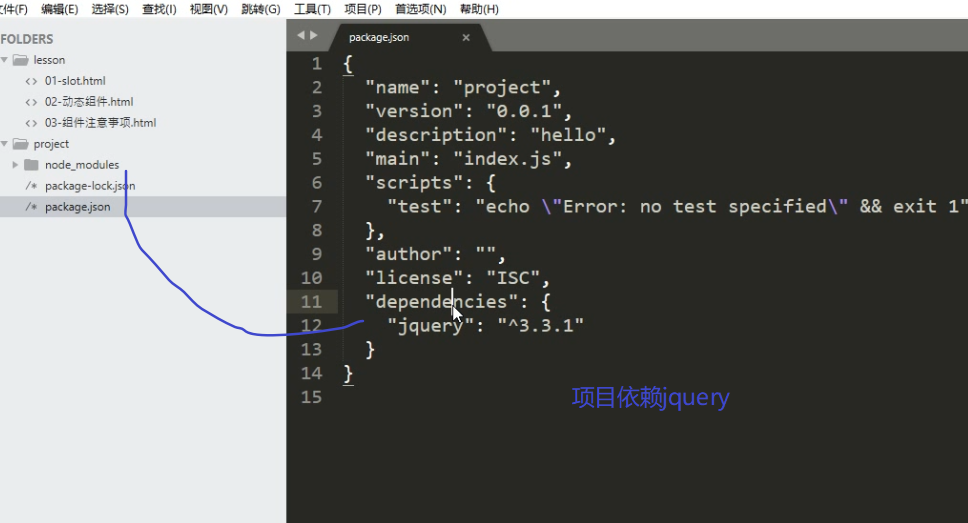 文件(F) 编辑(E) 选择(S) 查找(I) 视图(V) 跳转(G) 工具(T) 项目(P) 首选项(N) 帮助(H)
FOLDERS
lesson
01-slot.html
02-动态组件.html
03-组件注意事项.html
project
node_modules
package-lock.json
package.json
package.json ×
1 {
2 "name": "project",
3 "version": "0.0.1",
4 "description": "hello",
5 "main": "index.js",
6 "scripts": {
7 "test": "echo \"Error: no test specified\" && exit 1"
8 },
9 "author": "",
10 "license": "ISC",
11 "dependencies": {
12 "jquery": "^3.3.1"
13 }
14 }
15
项目依赖jquery